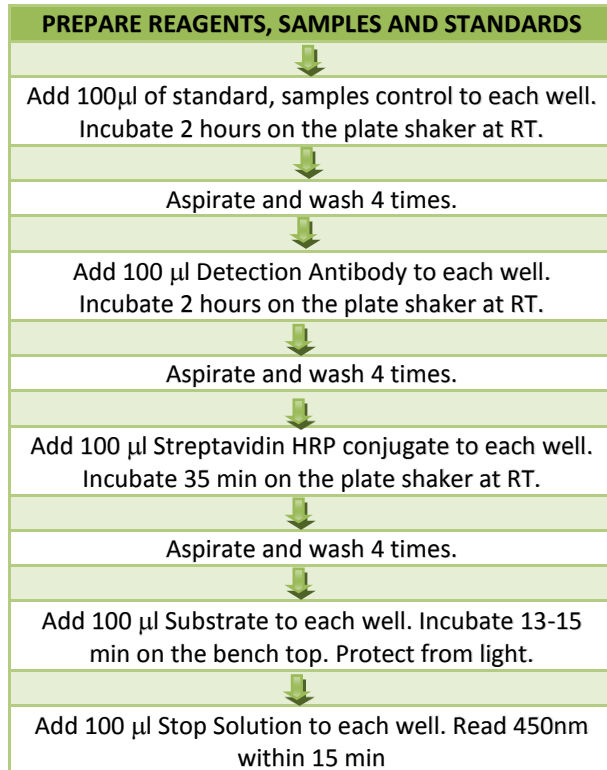 PREPARE REAGENTS, SAMPLES AND STANDARDS
Add 100µl of standard, samples control to each well.
Incubate 2 hours on the plate shaker at RT.
Aspirate and wash 4 times.
Add 100 µl Detection Antibody to each well.
Incubate 2 hours on the plate shaker at RT.
Aspirate and wash 4 times.
Add 100 µl Streptavidin HRP conjugate to each well.
Incubate 35 min on the plate shaker at RT.
Aspirate and wash 4 times.
Add 100 µl Substrate to each well. Incubate 13-15
min on the bench top. Protect from light.
Add 100 µl Stop Solution to each well. Read 450nm
within 15 min